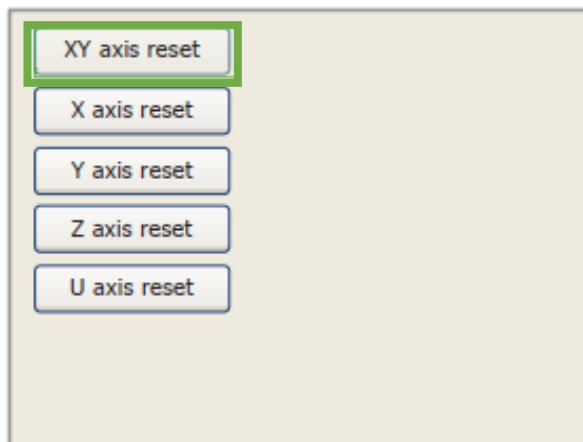 XY axis reset
X axis reset
Y axis reset
Z axis reset
U axis reset